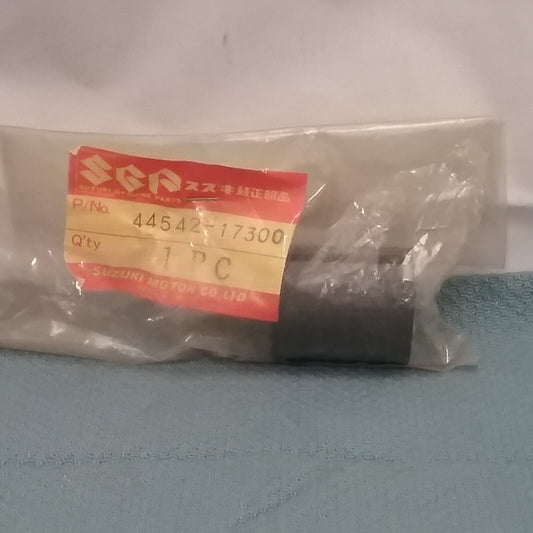 SGP スズキ純正部品
SUZUKI GENUINE PARTS
P/No. 44542-17300
Q'ty 1 PC
SUZUKI MOTOR CO.,LTD